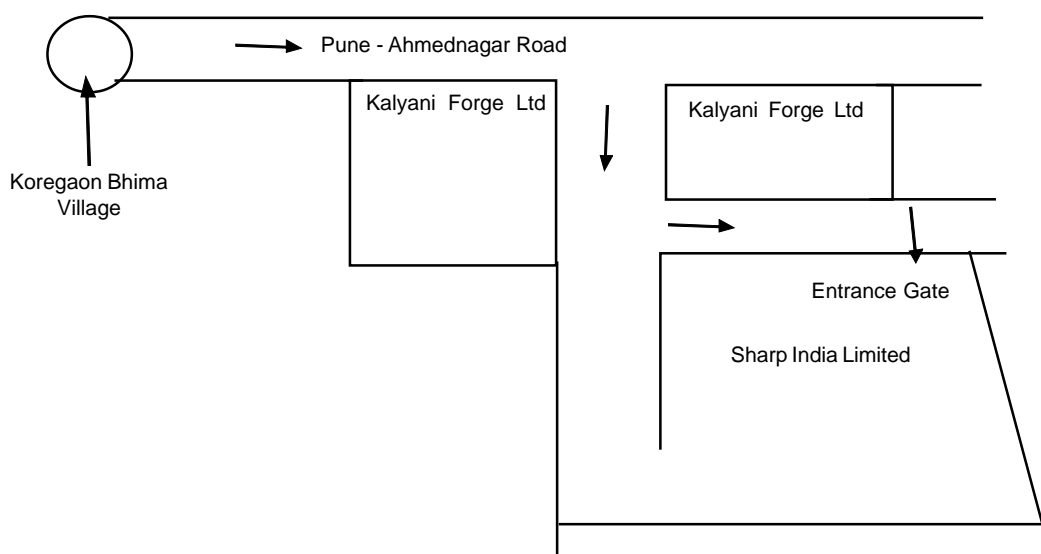 Pune - Ahmednagar Road
Kalyani Forge Ltd
Kalyani Forge Ltd
Koregaon Bhima
Village
Entrance Gate
Sharp India Limited